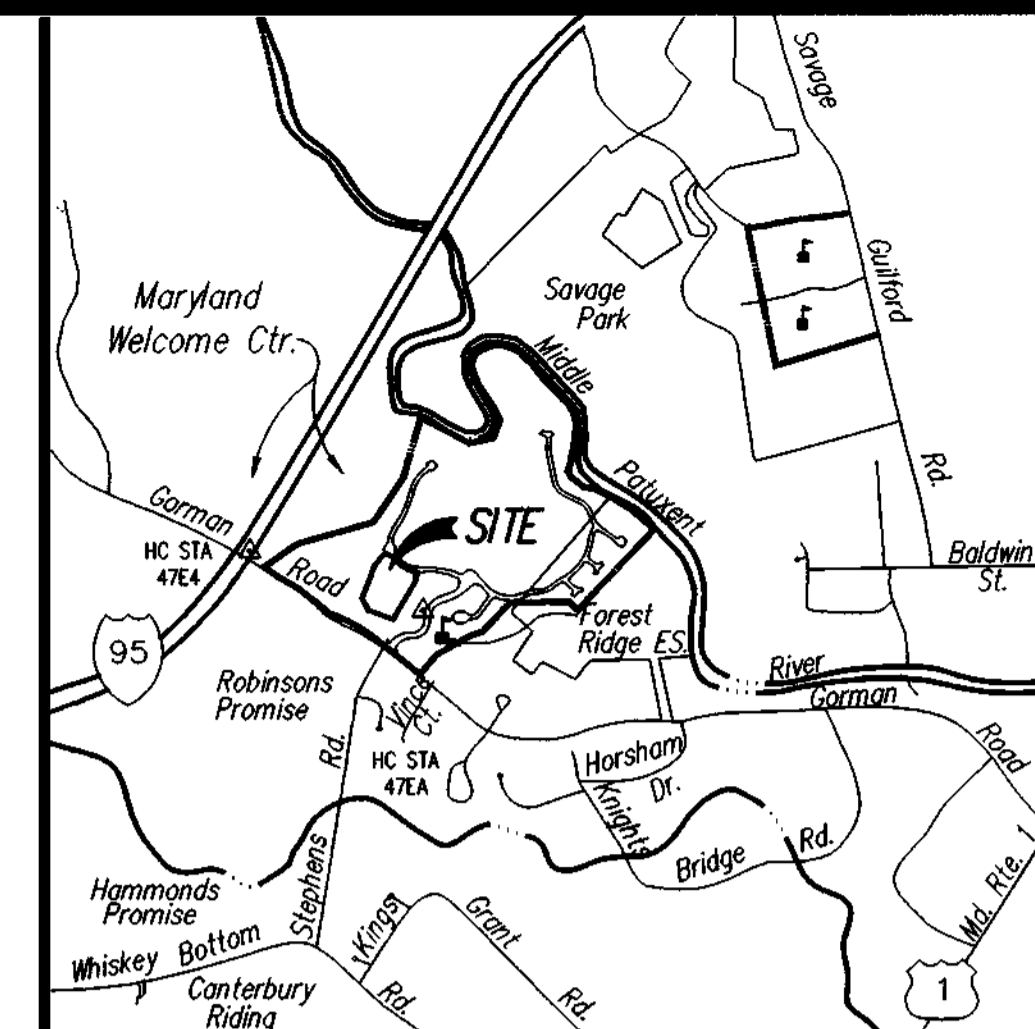 Savage
Guilford
Rd.
Maryland
Welcome Ctr.
Savage
Park
Middle
Patuxent
River
Gorman
Road
HC STA
47E4
SITE
Baldwin
St.
Forest
Ridge ES.
95
Robinsons
Promise
Vinca
Ct.
Gorman
Road
HC STA
47EA
Horsham
Dr.
Knights
Bridge
Rd.
Stephens
Rd.
Hammonds
Promise
Whiskey Bottom
Rd.
Kings
Grant
Rd.
Canterbury
Riding
Md. Rte. 1
1